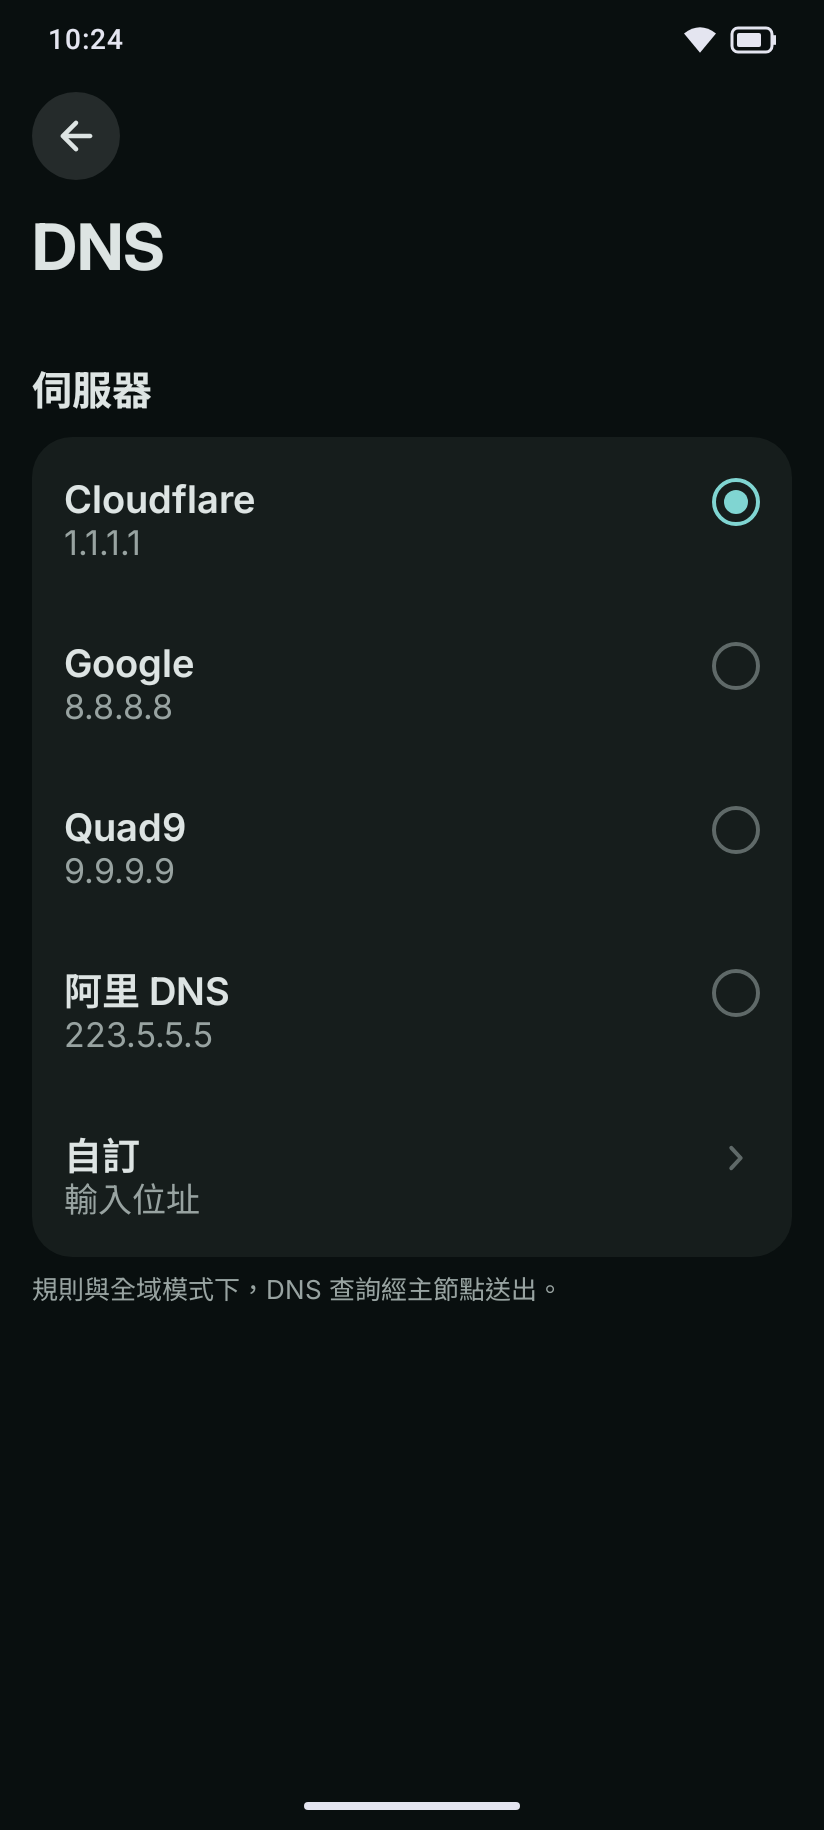 10:24
DNS
伺服器
Cloudflare
1.1.1.1
Google
8.8.8.8
Quad9
9.9.9.9
阿里 DNS
223.5.5.5
自訂
輸入位址
規則與全域模式下，DNS 查詢經主節點送出。